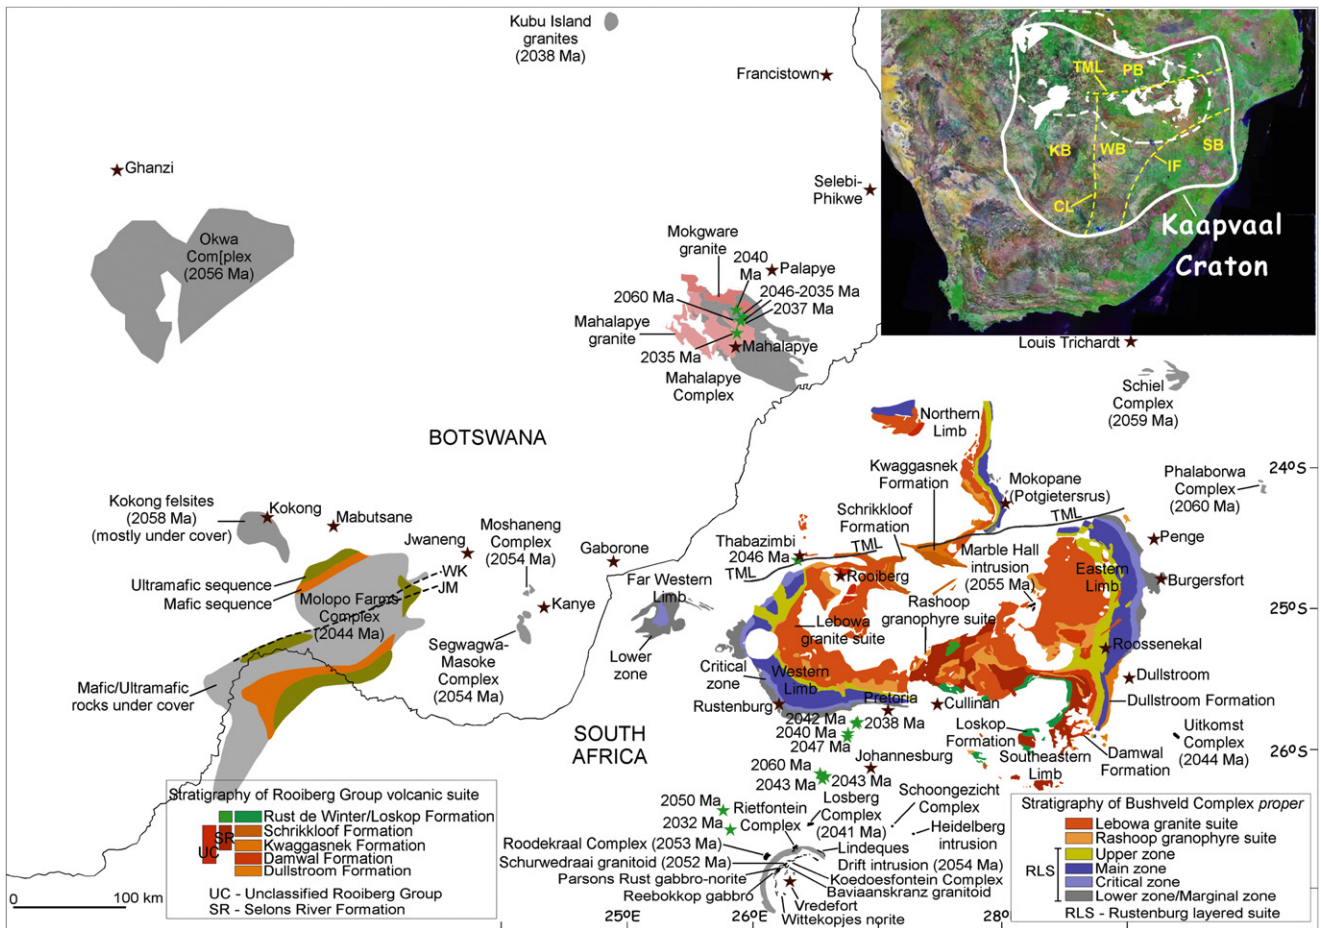 Kubu Island
granites
(2038 Ma)
Francistown
Ghanzi
Selebi-
Phikwe
Okwa
Com[plex
(2056 Ma)
Mokgware
granite
2040
Ma
Palapye
2060 Ma
2046-2035 Ma
2037 Ma
Mahalapye
granite
2035 Ma
Mahalapye
Mahalapye
Complex
TML
PB
KB
WB
SB
IF
CL
Kaapvaal
Craton
Louis Trichardt
Schiel
Complex
(2059 Ma)
BOTSWANA
Northern
Limb
24ºS
Kwaggasnek
Formation
Mokopane
(Potgietersrus)
Phalaborwa
Complex
(2060 Ma)
Kokong felsites
(2058 Ma)
(mostly under cover)
Kokong
Mabutsane
Jwaneng
Moshaneng
Complex
(2054 Ma)
Gaborone
Schrikkloof
Formation
TML
Thabazimbi
2046 Ma
TML
TML
Marble Hall
intrusion
(2055 Ma)
Penge
Eastern
Limb
Burgersfort
Ultramafic sequence
Mafic sequence
WK
JM
Molopo Farms
Complex
(2044 Ma)
Kanye
Far Western
Limb
Rooiberg
Rashoop
granophyre suite
25ºS
Lebowa
granite suite
Segwagwa-
Masoke
Complex
(2054 Ma)
Lower
zone
Critical
zone
Western
Limb
Roossenekal
Dullstroom
Mafic/Ultramafic
rocks under cover
Rustenburg
Pretoria
Cullinan
Dullstroom Formation
2042 Ma
2038 Ma
2040 Ma
2047 Ma
Loskop
Formation
Uitkomst
Complex
(2044 Ma)
SOUTH
AFRICA
26ºS
Johannesburg
Southeastern
Limb
Damwal
Formation
2060 Ma
2043 Ma
2043 Ma
Schoongezicht
Complex
2050 Ma
Rietfontein
Complex
Losberg
Complex
(2041 Ma)
2032 Ma
Heidelberg
intrusion
Roodekraal Complex (2053 Ma)
Lindeques
Drift intrusion (2054 Ma)
Schurwedraai granitoid (2052 Ma)
Koedoesfontein Complex
Parsons Rust gabbro-norite
Baviaanskranz granitoid
Reebokkop gabbro
Vredefort
Wittekopjes norite
Stratigraphy of Rooiberg Group volcanic suite
Rust de Winter/Loskop Formation
Schrikkloof Formation
SR
Kwaggasnek Formation
UC
Damwal Formation
Dullstroom Formation
UC - Unclassified Rooiberg Group
SR - Selons River Formation
Stratigraphy of Bushveld Complex proper
Lebowa granite suite
Rashoop granophyre suite
Upper zone
RLS
Main zone
Critical zone
Lower zone/Marginal zone
RLS - Rustenburg layered suite
0
100 km
25ºE
26ºE
28º